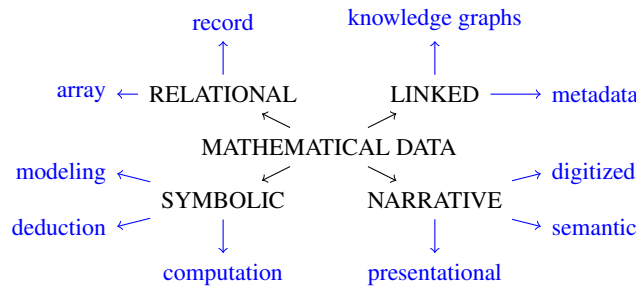 record
knowledge graphs
array
RELATIONAL
LINKED
metadata
MATHEMATICAL DATA
modeling
digitized
SYMBOLIC
NARRATIVE
deduction
semantic
computation
presentational